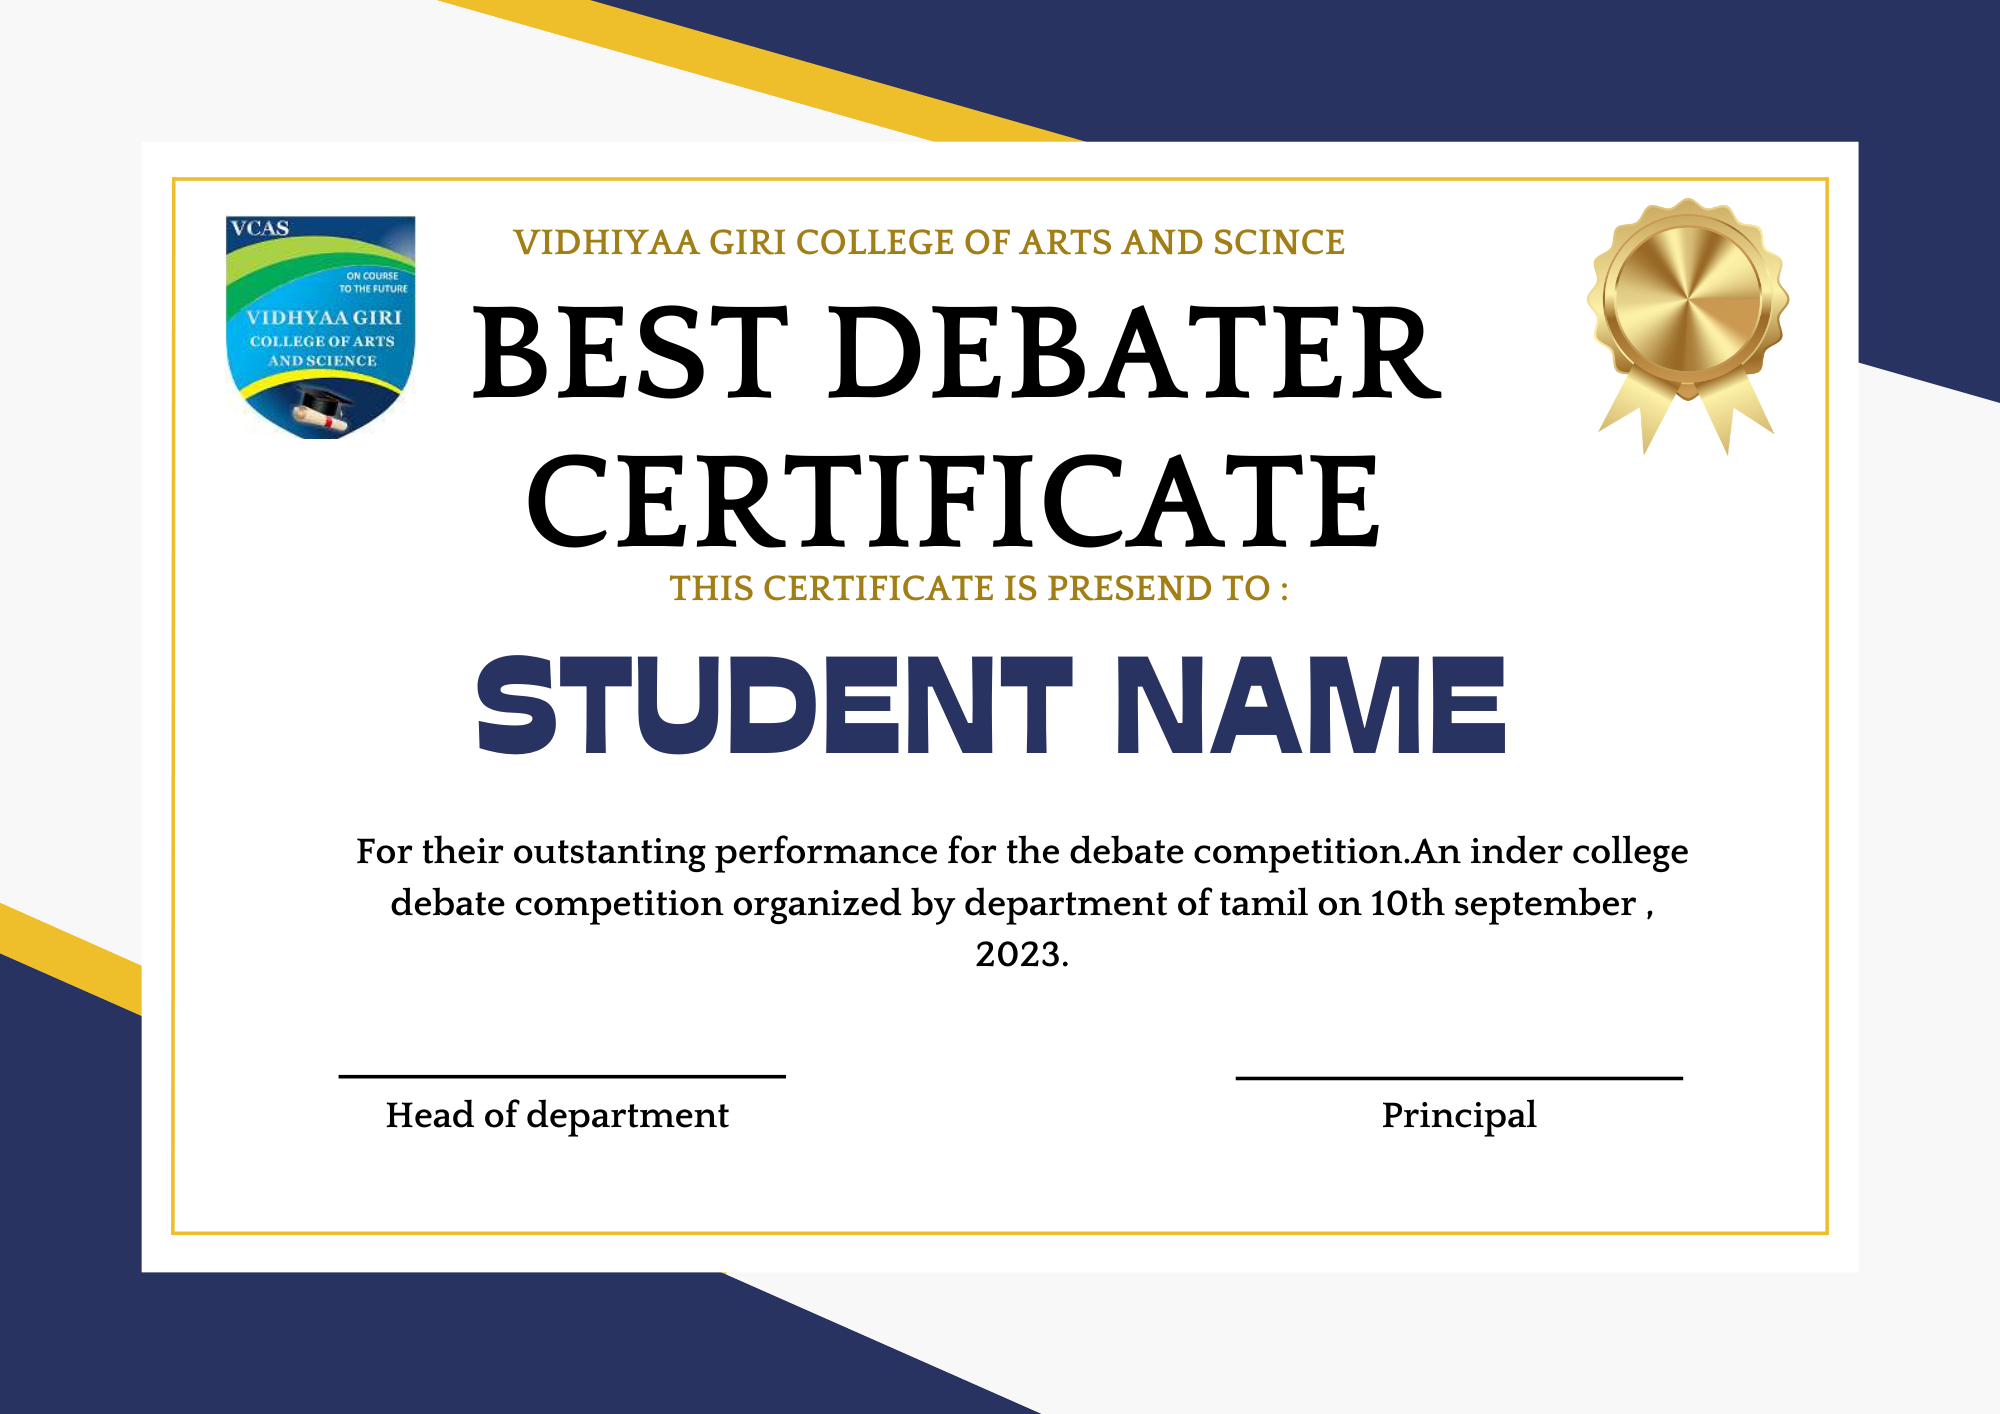 VCAS
ON COURSE
TO THE FUTURE
VIDHYAA GIRI
COLLEGE OF ARTS
AND SCIENCE
VIDHIYAA GIRI COLLEGE OF ARTS AND SCINCE
BEST DEBATER
CERTIFICATE
THIS CERTIFICATE IS PRESEND TO :
STUDENT NAME
For their outstanting performance for the debate competition.An inder college
debate competition organized by department of tamil on 10th september ,
2023.
Head of department
Principal